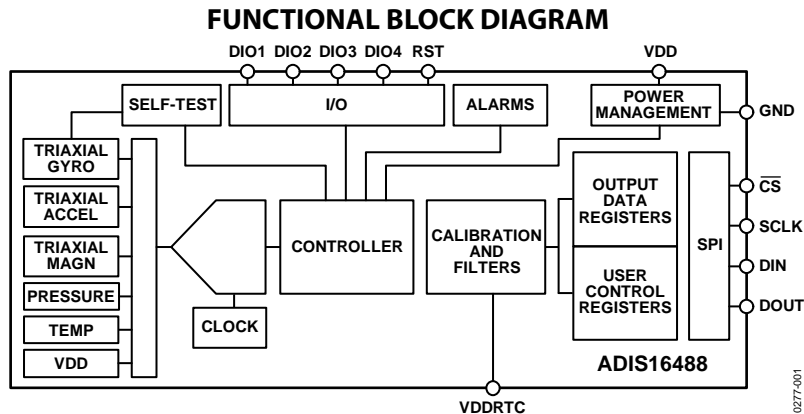 FUNCTIONAL BLOCK DIAGRAM
DIO1 DIO2 DIO3 DIO4 RST VDD
SELF-TEST
I/O
ALARMS
POWER
MANAGEMENT
GND
TRIAXIAL
GYRO
TRIAXIAL
ACCEL
TRIAXIAL
MAGN
PRESSURE
TEMP
VDD
CLOCK
CONTROLLER
CALIBRATION
AND
FILTERS
OUTPUT
DATA
REGISTERS
USER
CONTROL
REGISTERS
SPI
CS
SCLK
DIN
DOUT
ADIS16488
VDDRTC
0277-001